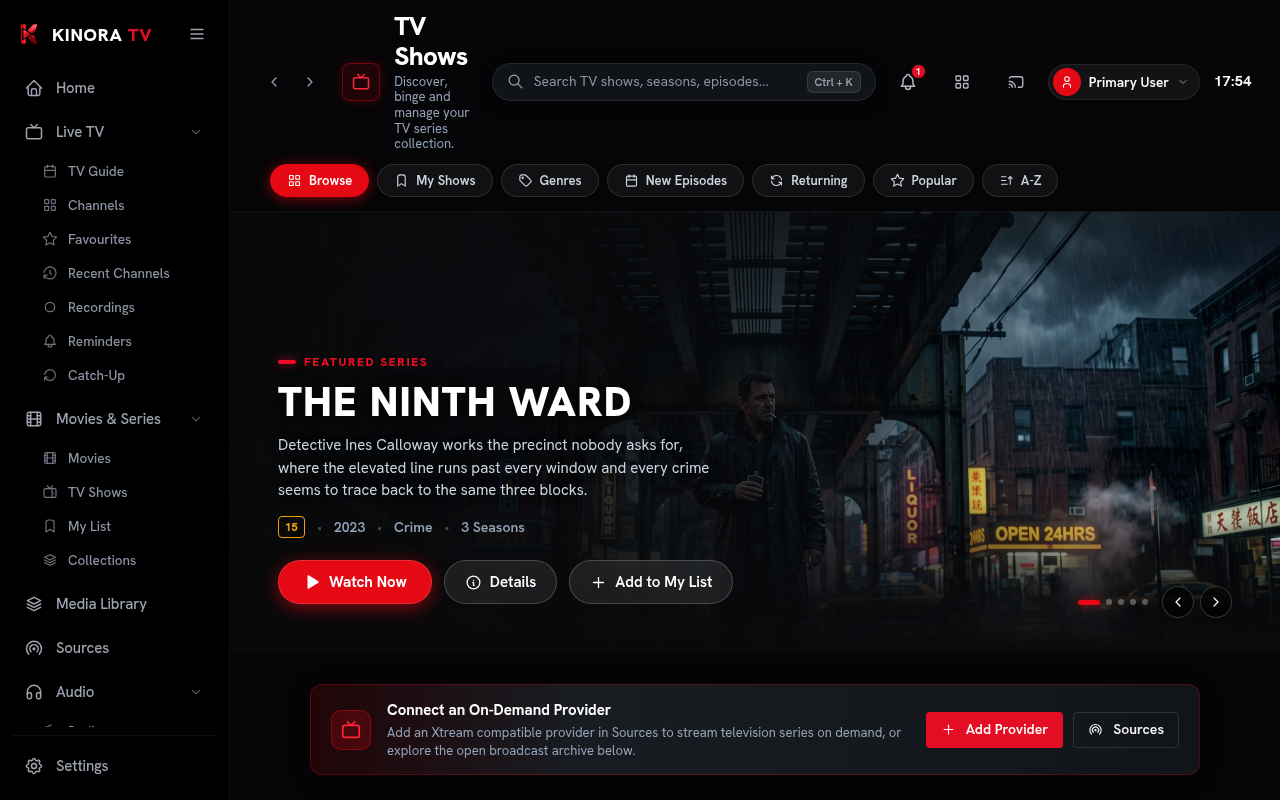 KINORA TV
Home
Live TV
TV Guide
Channels
Favourites
Recent Channels
Recordings
Reminders
Catch-Up
Movies & Series
Movies
TV Shows
My List
Collections
Media Library
Sources
Audio
Settings
TV
Shows
Discover,
binge and
manage your
TV series
collection.
Search TV shows, seasons, episodes...
Ctrl + K
1
Primary User
17:54
Browse
My Shows
Genres
New Episodes
Returning
Popular
A-Z
FEATURED SERIES
THE NINTH WARD
Detective Ines Calloway works the precinct nobody asks for,
where the elevated line runs past every window and every crime
seems to trace back to the same three blocks.
15 • 2023 • Crime • 3 Seasons
Watch Now
Details
Add to My List
LIQUOR
LIQUOR
OPEN 24HRS
Connect an On-Demand Provider
Add an Xtream compatible provider in Sources to stream television series on demand, or
explore the open broadcast archive below.
Add Provider
Sources